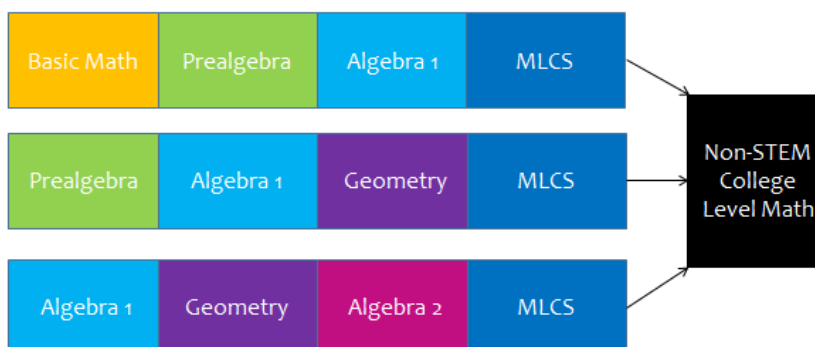 Basic Math Prealgebra Algebra 1 MLCS
Prealgebra Algebra 1 Geometry MLCS
Algebra 1 Geometry Algebra 2 MLCS
Non-STEM
College
Level Math